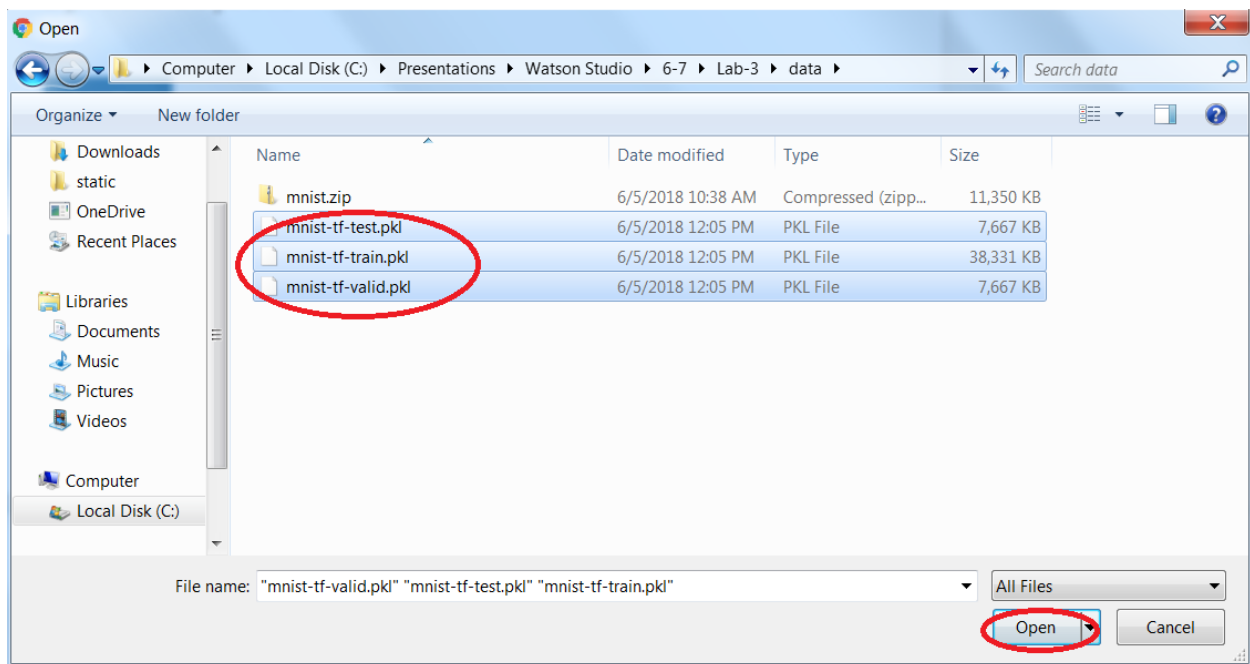 Open
Computer Local Disk (C:) Presentations Watson Studio 6-7 Lab-3 data Search data
Organize New folder
Downloads
static
OneDrive
Recent Places
Libraries
Documents
Music
Pictures
Videos
Computer
Local Disk (C:)
Name Date modified Type Size
mnist.zip 6/5/2018 10:38 AM Compressed (zipp... 11,350 KB
mnist-tf-test.pkl 6/5/2018 12:05 PM PKL File 7,667 KB
mnist-tf-train.pkl 6/5/2018 12:05 PM PKL File 38,331 KB
mnist-tf-valid.pkl 6/5/2018 12:05 PM PKL File 7,667 KB
File name: "mnist-tf-valid.pkl" "mnist-tf-test.pkl" "mnist-tf-train.pkl" All Files
Open Cancel